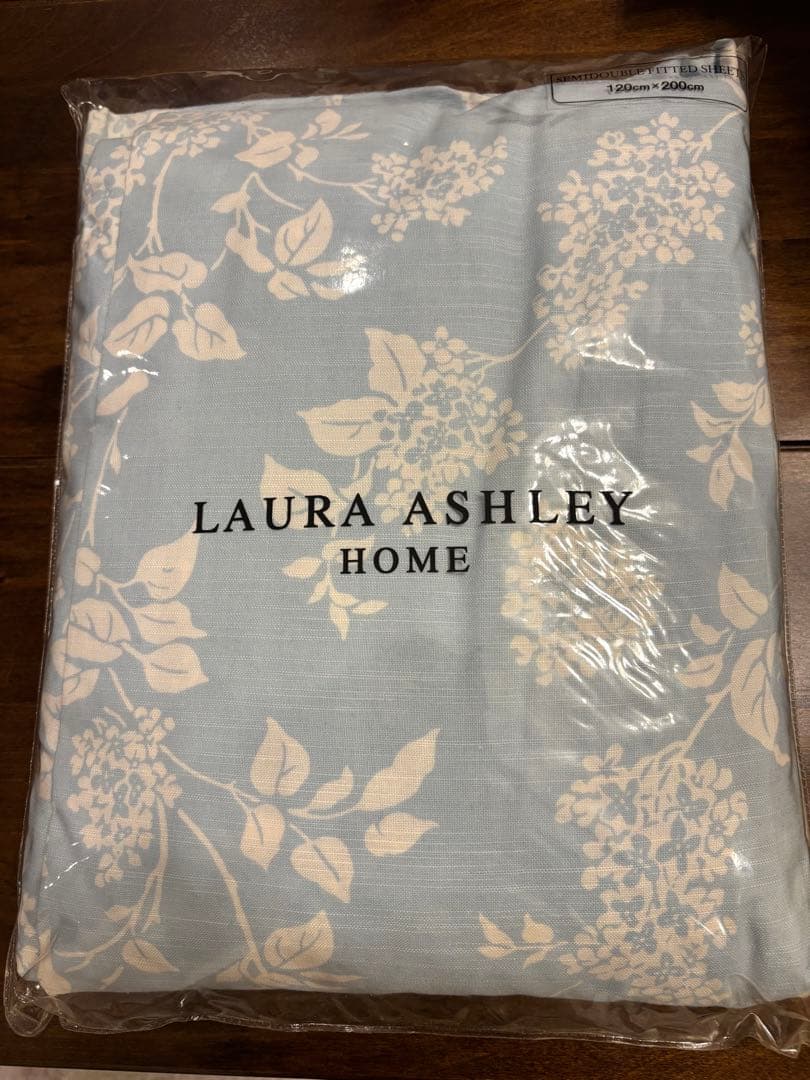 SEMIDOUBLE FITTED SHEET
120cm×200cm
LAURA ASHLEY
HOME